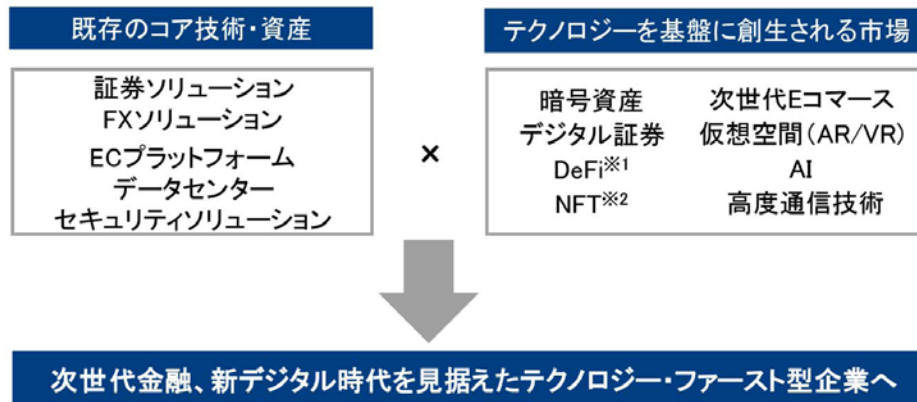 既存のコア技術・資産
証券ソリューション
FXソリューション
ECプラットフォーム
データセンター
セキュリティソリューション
×
テクノロジーを基盤に創生される市場
暗号資産 次世代Eコマース
デジタル証券 仮想空間(AR/VR)
DeFi※1 AI
NFT※2 高度通信技術
次世代金融、新デジタル時代を見据えたテクノロジー・ファースト型企業へ